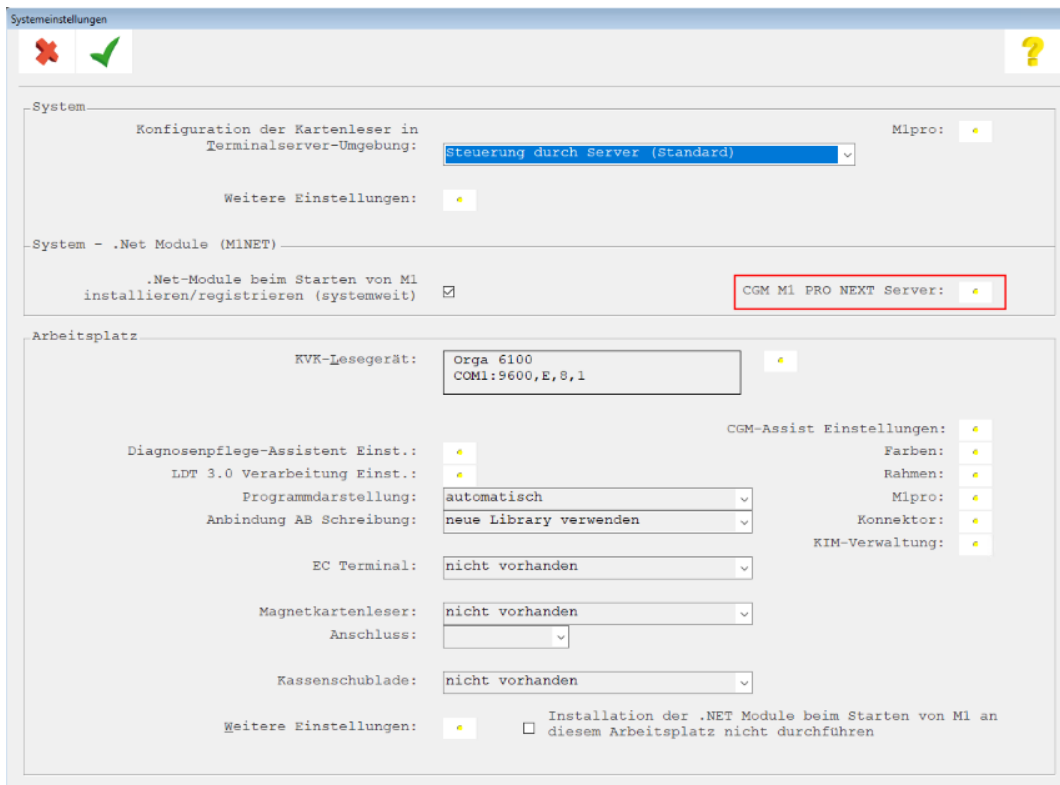 Systemeinstellungen
?
System
Konfiguration der Kartenleser in
Terminalserver-Umgebung:
Steuerung durch Server (Standard)
M1pro:
Weitere Einstellungen:
System - .Net Module (M1NET)
.Net-Module beim Starten von M1
installieren/registrieren (systemweit)
CGM M1 PRO NEXT Server:
Arbeitsplatz
KVK-Lesegerät:
Orga 6100
COM1:9600,E,8,1
CGM-Assist Einstellungen:
Diagnosenpflege-Assistent Einst.:
Farben:
LDT 3.0 Verarbeitung Einst.:
Rahmen:
Programmdarstellung:
automatisch
M1pro:
Anbindung AB Schreibung:
neue Library verwenden
Konnektor:
KIM-Verwaltung:
EC Terminal:
nicht vorhanden
Magnetkartenleser:
nicht vorhanden
Anschluss:
Kassenschublade:
nicht vorhanden
Weitere Einstellungen:
Installation der .NET Module beim Starten von M1 an
diesem Arbeitsplatz nicht durchführen